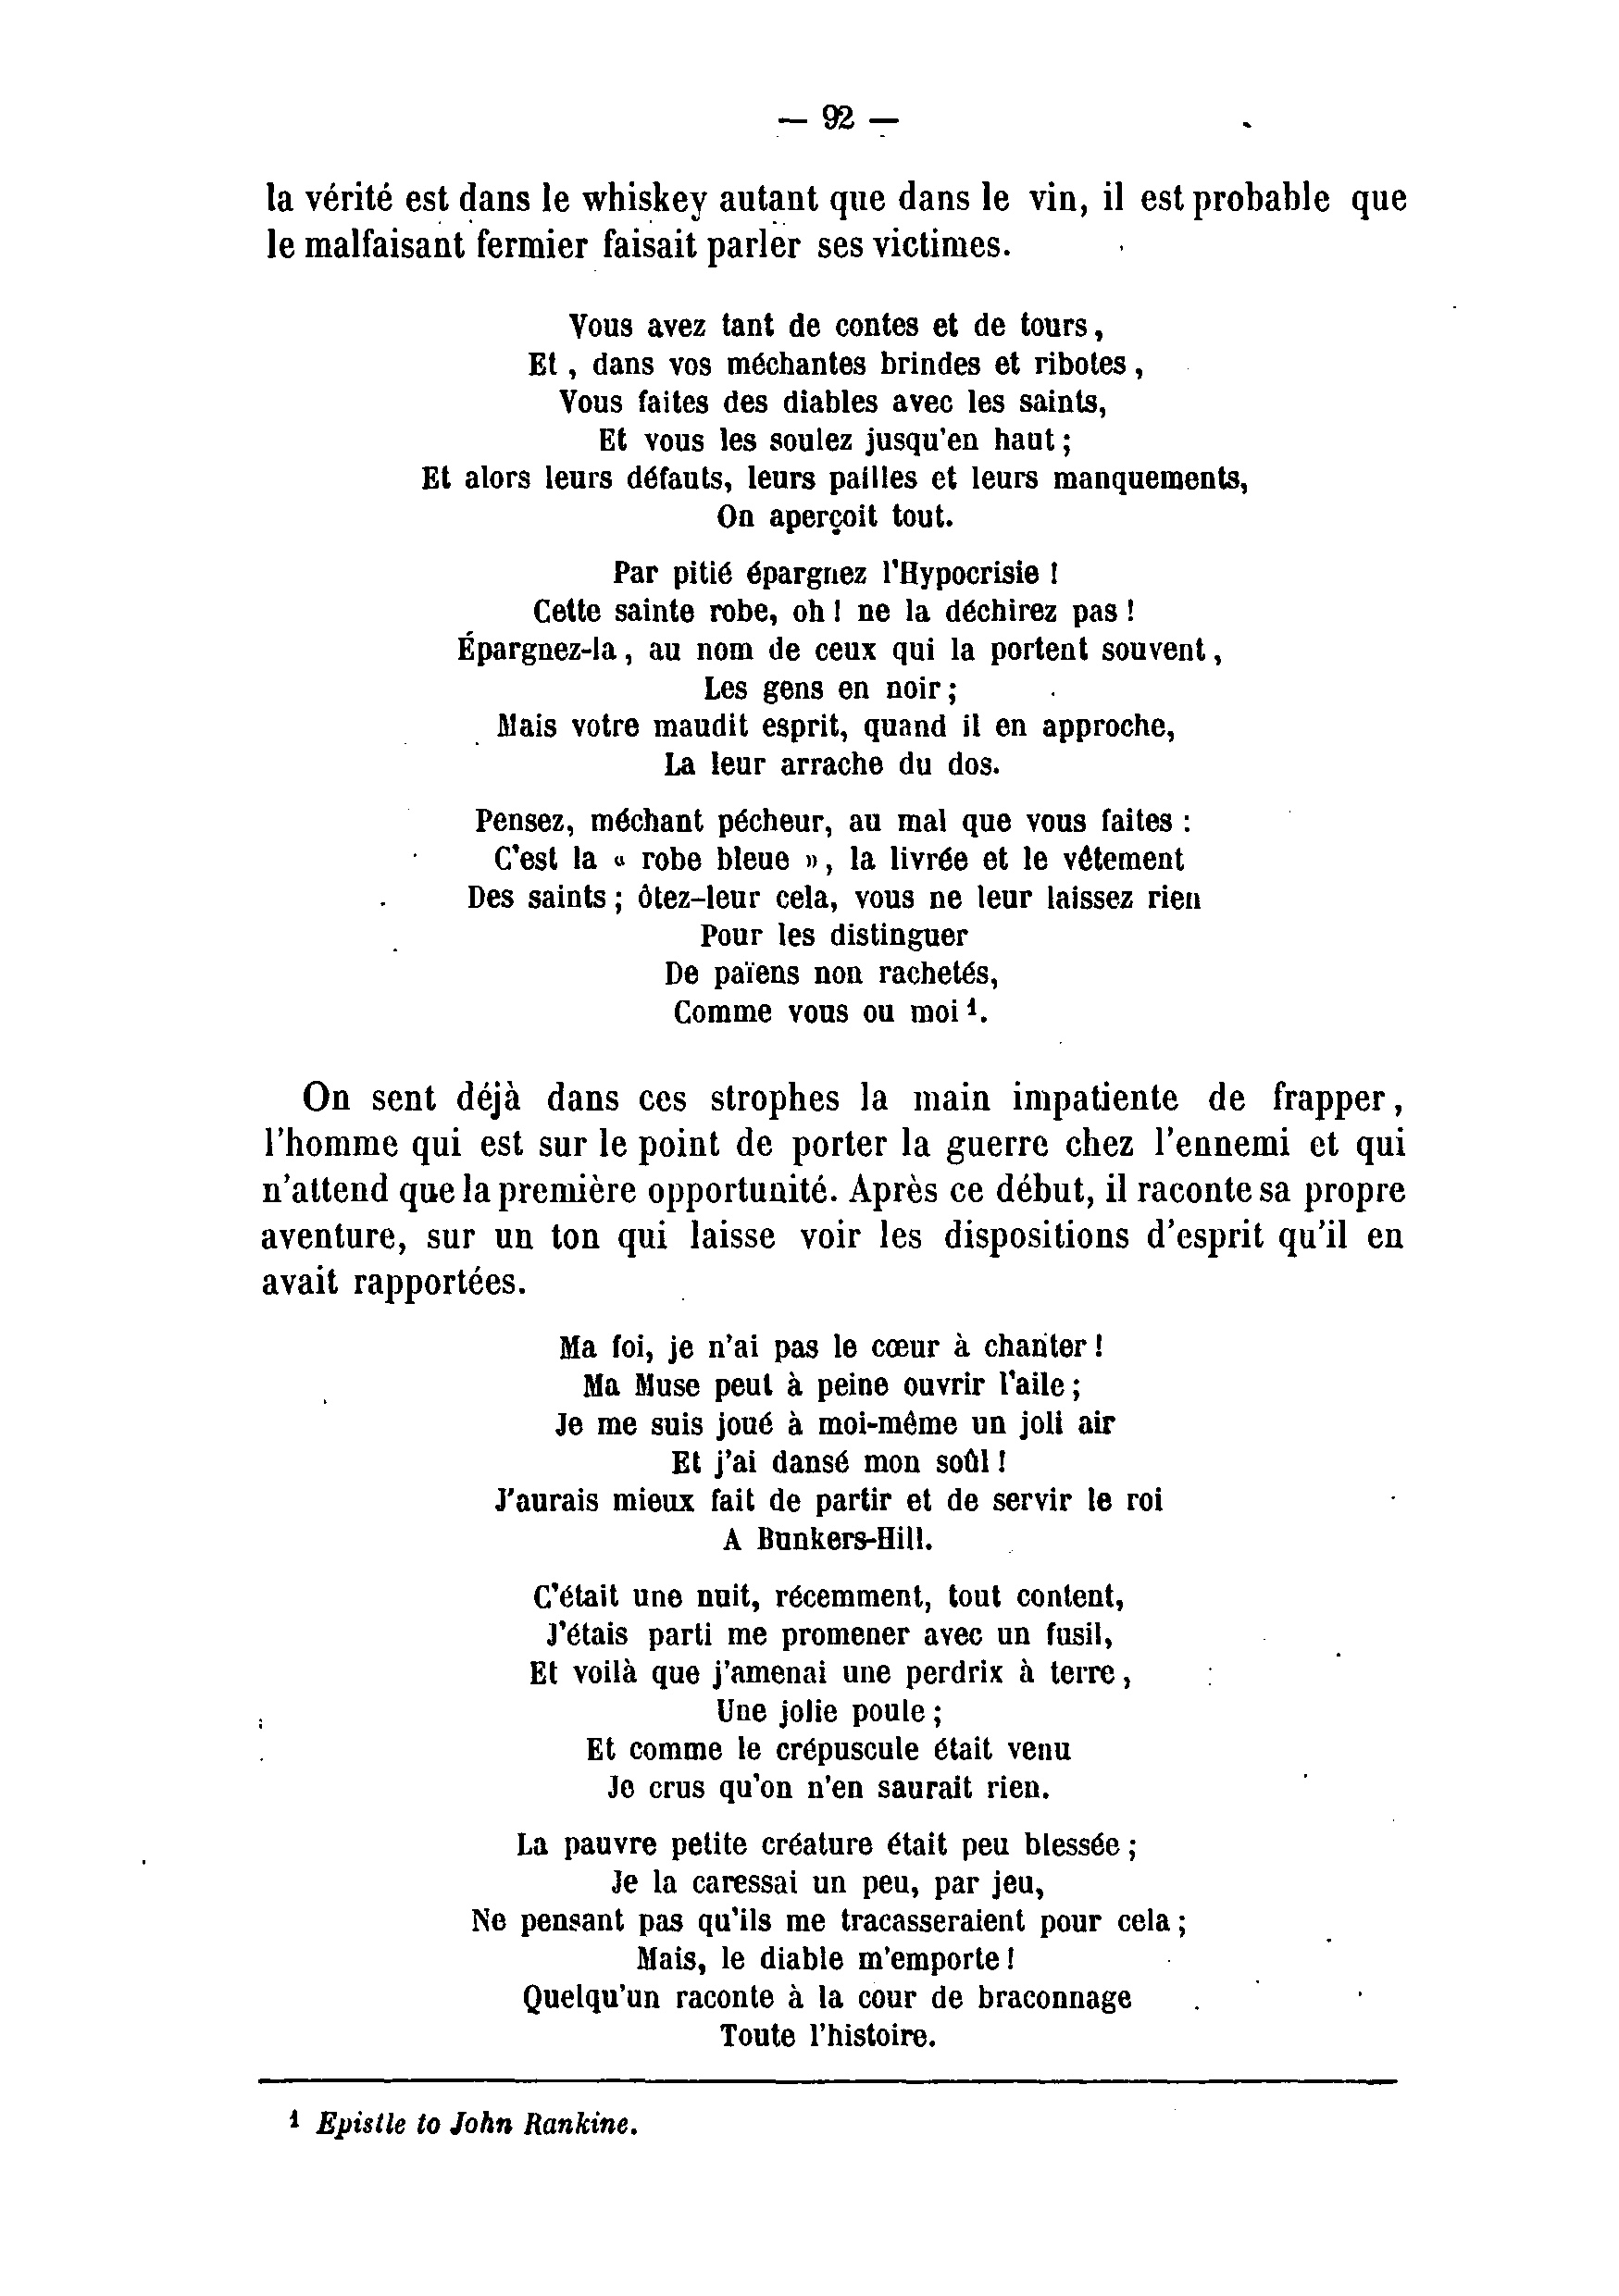 — 92 —
la vérité est dans le whiskey autant que dans le vin, il est probable que
le malfaisant fermier faisait parler ses victimes.
Vous avez tant de contes et de tours,
Et, dans vos méchantes brindes et ribotes,
Vous faites des diables avec les saints,
Et vous les soulez jusqu'en haut;
Et alors leurs défauts, leurs pailles et leurs manquements,
On aperçoit tout.
Par pitié épargnez l'Hypocrisie !
Cette sainte robe, oh ! ne la déchirez pas !
Épargnez-la, au nom de ceux qui la portent souvent,
Les gens en noir;
Mais votre maudit esprit, quand il en approche,
La leur arrache du dos.
Pensez, méchant pécheur, au mal que vous faites :
C'est la « robe bleue », la livrée et le vêtement
Des saints; ôtez-leur cela, vous ne leur laissez rien
Pour les distinguer
De païens non rachetés,
Comme vous ou moi 1.
On sent déjà dans ces strophes la main impatiente de frapper,
l'homme qui est sur le point de porter la guerre chez l'ennemi et qui
n'attend que la première opportunité. Après ce début, il raconte sa propre
aventure, sur un ton qui laisse voir les dispositions d'esprit qu'il en
avait rapportées.
Ma foi, je n'ai pas le cœur à chanter !
Ma Muse peut à peine ouvrir l'aile;
Je me suis joué à moi-même un joli air
Et j'ai dansé mon soûl !
J'aurais mieux fait de partir et de servir le roi
A Bunkers-Hill.
C'était une nuit, récemment, tout content,
J'étais parti me promener avec un fusil,
Et voilà que j'amenai une perdrix à terre,
Une jolie poule;
Et comme le crépuscule était venu
Je crus qu'on n'en saurait rien.
La pauvre petite créature était peu blessée;
Je la caressai un peu, par jeu,
Ne pensant pas qu'ils me tracasseraient pour cela;
Mais, le diable m'emporte !
Quelqu'un raconte à la cour de braconnage
Toute l'histoire.
1 Epistle to John Rankine.